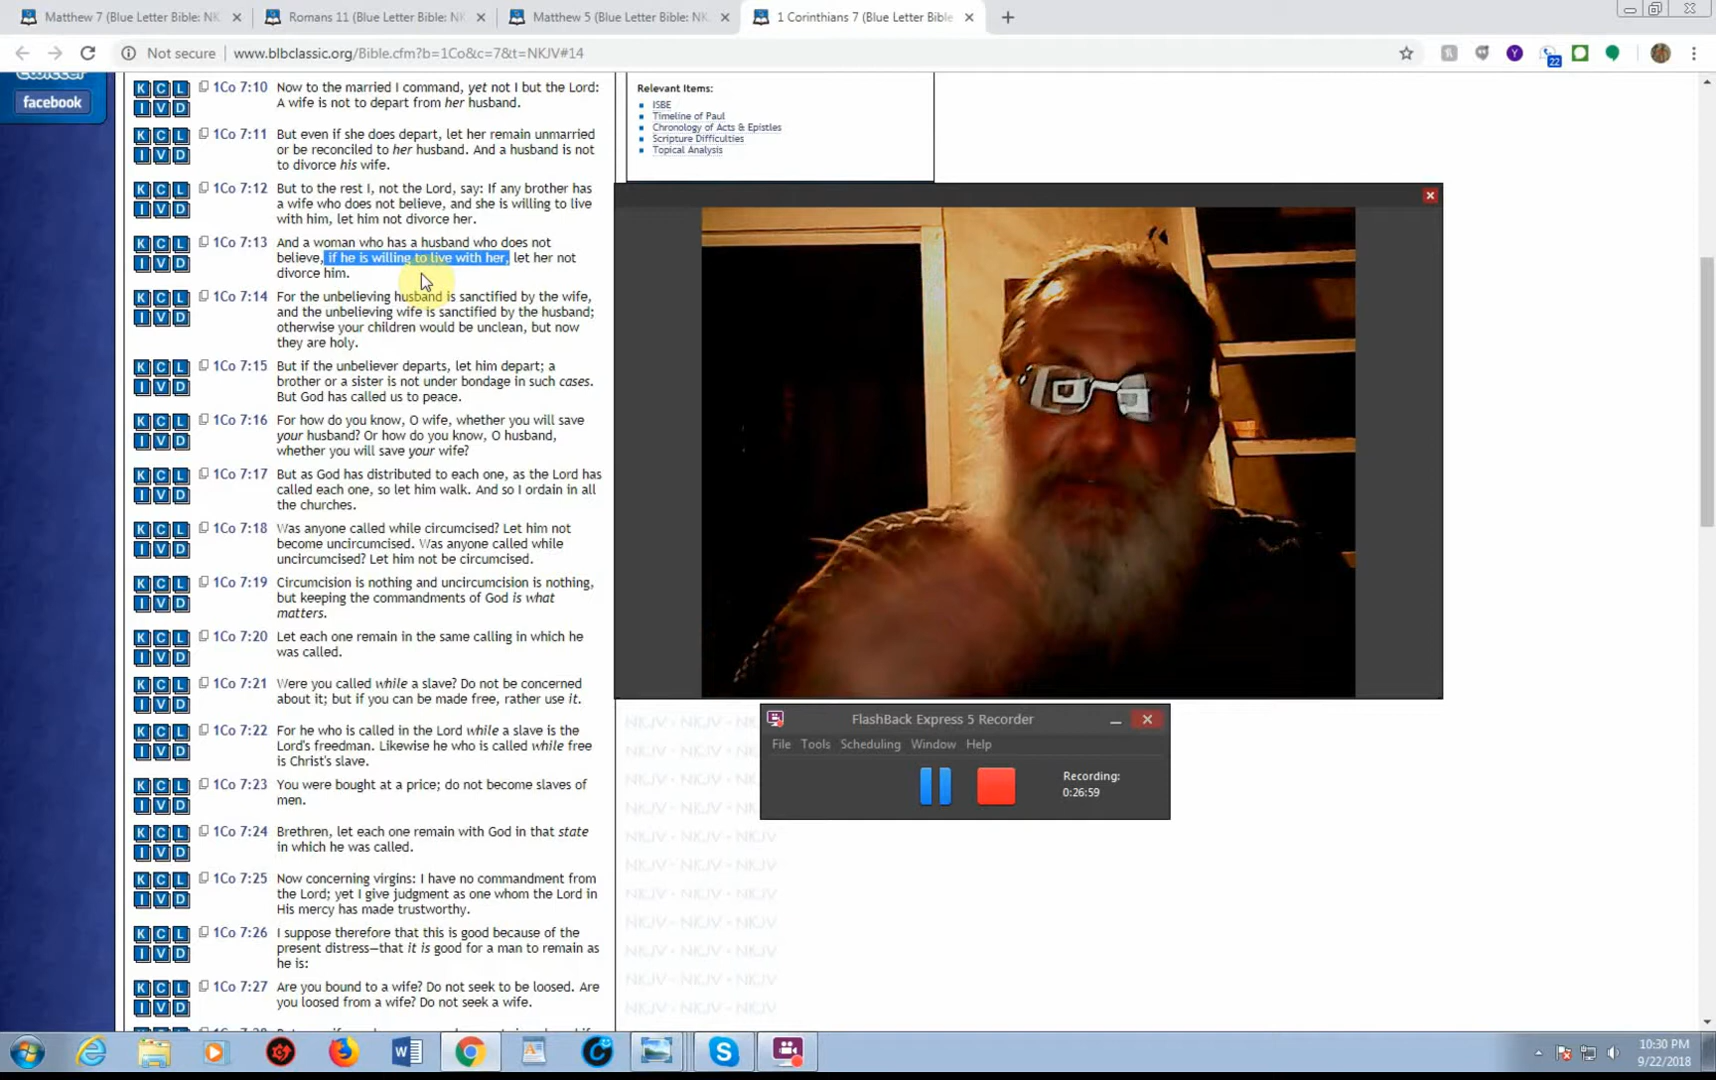 Matthew 7 (Blue Letter Bible: NK
Romans 11 (Blue Letter Bible: NK
Matthew 5 (Blue Letter Bible: NK
1 Corinthians 7 (Blue Letter Bible
Not secure
www.blbclassic.org/Bible.cfm?b=1Co&c=7&t=NKJV#14
Y
22
twitter
facebook
K C L
I V D
1Co 7:10
Now to the married I command, yet not I but the Lord:
A wife is not to depart from her husband.
K C L
I V D
1Co 7:11
But even if she does depart, let her remain unmarried
or be reconciled to her husband. And a husband is not
to divorce his wife.
K C L
I V D
1Co 7:12
But to the rest I, not the Lord, say: If any brother has
a wife who does not believe, and she is willing to live
with him, let him not divorce her.
K C L
I V D
1Co 7:13
And a woman who has a husband who does not
believe, if he is willing to live with her, let her not
divorce him.
K C L
I V D
1Co 7:14
For the unbelieving husband is sanctified by the wife,
and the unbelieving wife is sanctified by the husband;
otherwise your children would be unclean, but now
they are holy.
K C L
I V D
1Co 7:15
But if the unbeliever departs, let him depart; a
brother or a sister is not under bondage in such cases.
But God has called us to peace.
K C L
I V D
1Co 7:16
For how do you know, O wife, whether you will save
your husband? Or how do you know, O husband,
whether you will save your wife?
K C L
I V D
1Co 7:17
But as God has distributed to each one, as the Lord has
called each one, so let him walk. And so I ordain in all
the churches.
K C L
I V D
1Co 7:18
Was anyone called while circumcised? Let him not
become uncircumcised. Was anyone called while
uncircumcised? Let him not be circumcised.
K C L
I V D
1Co 7:19
Circumcision is nothing and uncircumcision is nothing,
but keeping the commandments of God is what
matters.
K C L
I V D
1Co 7:20
Let each one remain in the same calling in which he
was called.
K C L
I V D
1Co 7:21
Were you called while a slave? Do not be concerned
about it; but if you can be made free, rather use it.
K C L
I V D
1Co 7:22
For he who is called in the Lord while a slave is the
Lord's freedman. Likewise he who is called while free
is Christ's slave.
K C L
I V D
1Co 7:23
You were bought at a price; do not become slaves of
men.
K C L
I V D
1Co 7:24
Brethren, let each one remain with God in that state
in which he was called.
K C L
I V D
1Co 7:25
Now concerning virgins: I have no commandment from
the Lord; yet I give judgment as one whom the Lord in
His mercy has made trustworthy.
K C L
I V D
1Co 7:26
I suppose therefore that this is good because of the
present distress—that it is good for a man to remain as
he is:
K C L
I V D
1Co 7:27
Are you bound to a wife? Do not seek to be loosed. Are
you loosed from a wife? Do not seek a wife.
Relevant Items:
ISBE
Timeline of Paul
Chronology of Acts & Epistles
Scripture Difficulties
Topical Analysis
FlashBack Express 5 Recorder
File Tools Scheduling Window Help
Recording:
0:26:59
NKJV - NKJV - NKJV
NKJV - NKJV - NKJV
NKJV - NKJV - NKJV
NKJV - NKJV - NKJV
NKJV - NKJV - NKJV
NKJV - NKJV - NKJV
NKJV - NKJV - NKJV
10:30 PM
9/22/2018